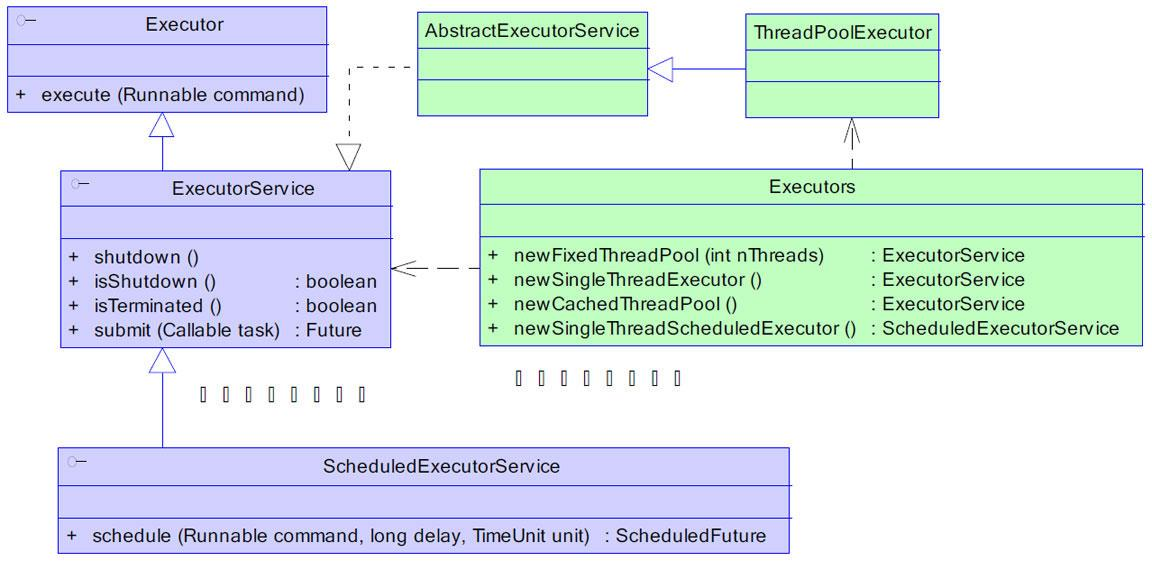 Executor
+ execute (Runnable command)
AbstractExecutorService
ThreadPoolExecutor
ExecutorService
+ shutdown ()
+ isShutdown () : boolean
+ isTerminated () : boolean
+ submit (Callable task) : Future
Executors
+ newFixedThreadPool (int nThreads) : ExecutorService
+ newSingleThreadExecutor () : ExecutorService
+ newCachedThreadPool () : ExecutorService
+ newSingleThreadScheduledExecutor () : ScheduledExecutorService
ScheduledExecutorService
+ schedule (Runnable command, long delay, TimeUnit unit) : ScheduledFuture